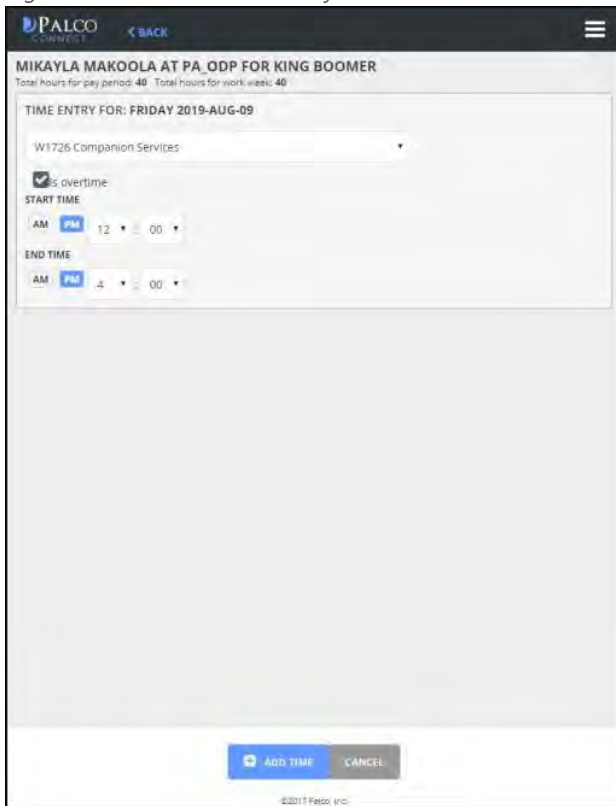 PALCO
CONNECT
< BACK
MIKAYLA MAKOOLA AT PA_ODP FOR KING BOOMER
Total hours for pay period: 40 Total hours for work week: 40
TIME ENTRY FOR: FRIDAY 2019-AUG-09
W1726 Companion Services
Is overtime
START TIME
AM PM 12 : 00
END TIME
AM PM 4 : 00
ADD TIME CANCEL
©2017 Palco, Inc.